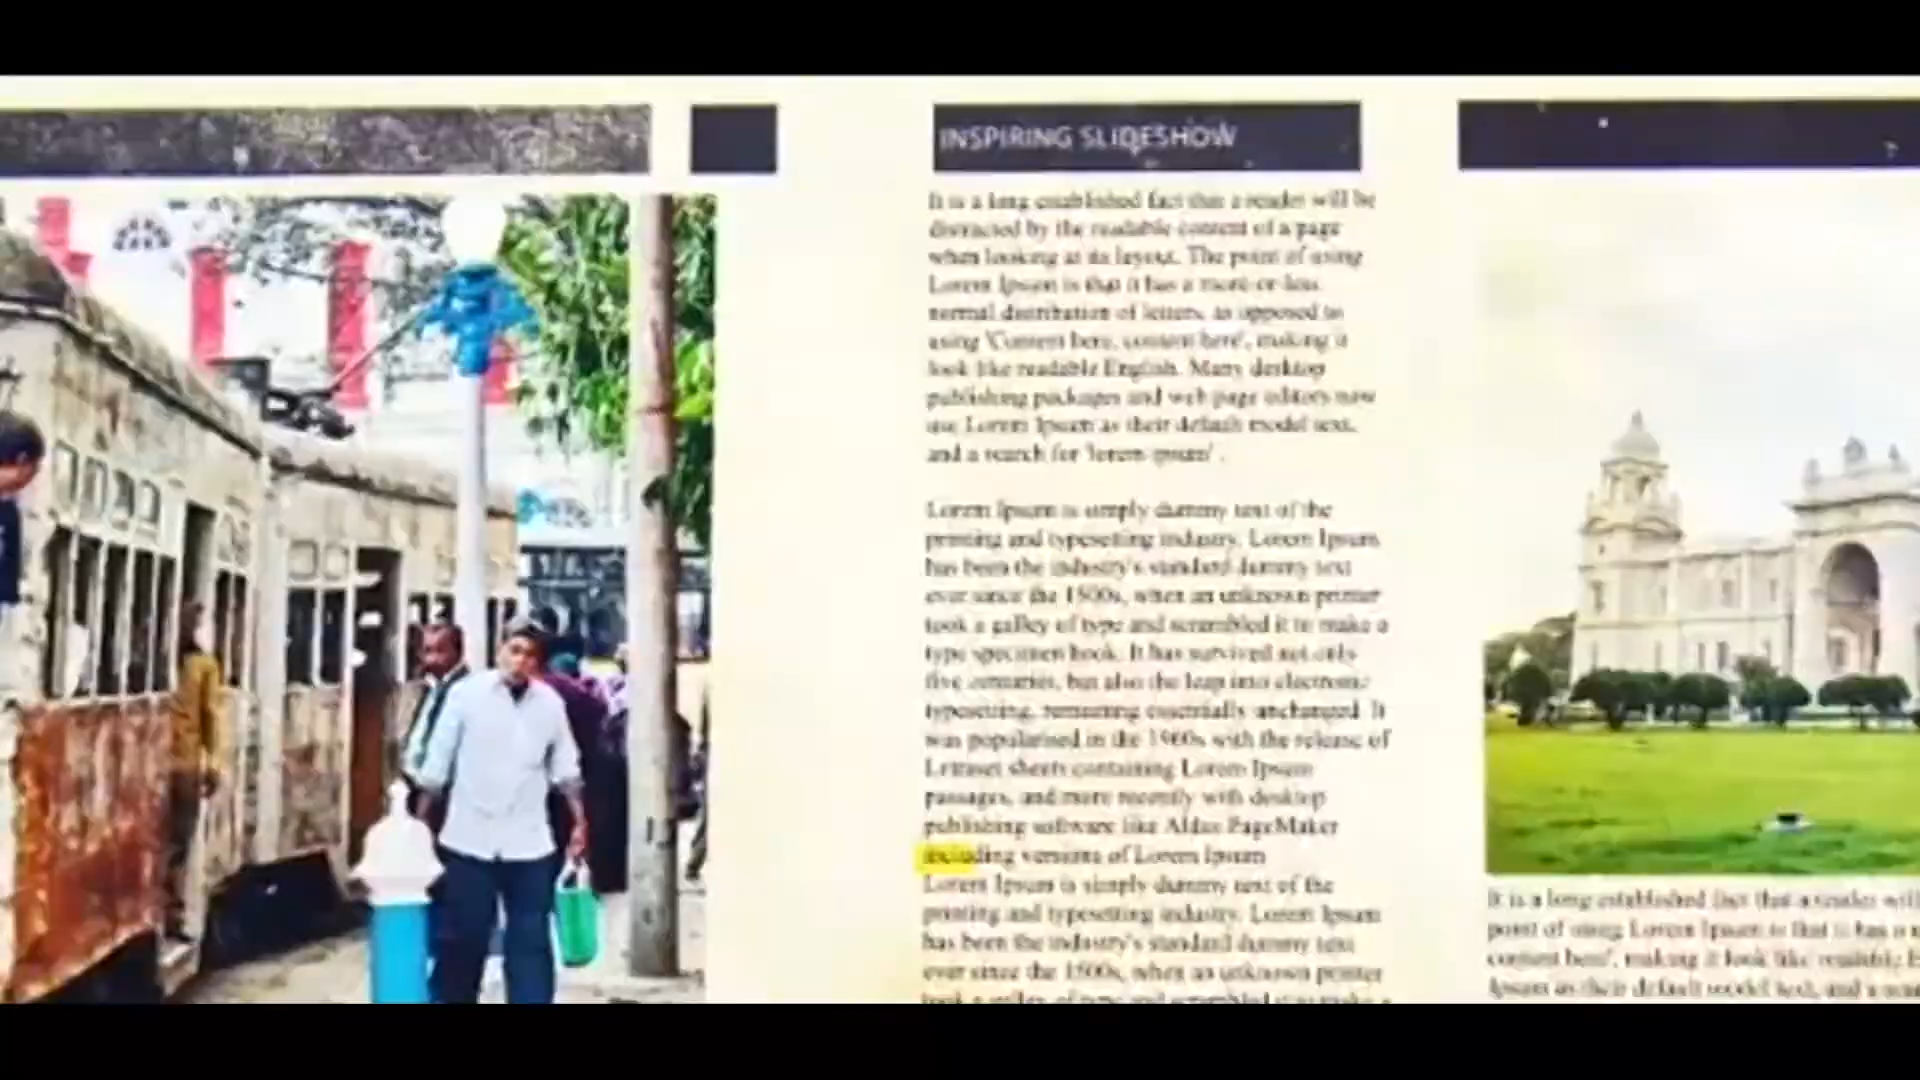 INSPIRING SLIDESHOW
It is a long established fact that a reader will be
distracted by the readable content of a page
when looking at its layout. The point of using
Lorem Ipsum is that it has a more-or-less
normal distribution of letters, as opposed to
using 'Content here, content here', making it
look like readable English. Many desktop
publishing packages and web page editors now
use Lorem Ipsum as their default model text,
and a search for 'lorem ipsum' .
Lorem Ipsum is simply dummy text of the
printing and typesetting industry. Lorem Ipsum
has been the industry's standard dummy text
ever since the 1500s, when an unknown printer
took a galley of type and scrambled it to make a
type specimen book. It has survived not only
five centuries, but also the leap into electronic
typesetting, remaining essentially unchanged. It
was popularised in the 1960s with the release of
Letraset sheets containing Lorem Ipsum
passages, and more recently with desktop
publishing software like Aldus PageMaker
including versions of Lorem Ipsum
Lorem Ipsum is simply dummy text of the
printing and typesetting industry. Lorem Ipsum
has been the industry's standard dummy text
ever since the 1500s, when an unknown printer
took a galley of type and scrambled it to make a
It is a long established fact that a reader will
point of using Lorem Ipsum is that it has a
content here', making it look like readable
Ipsum as their default model text, and a